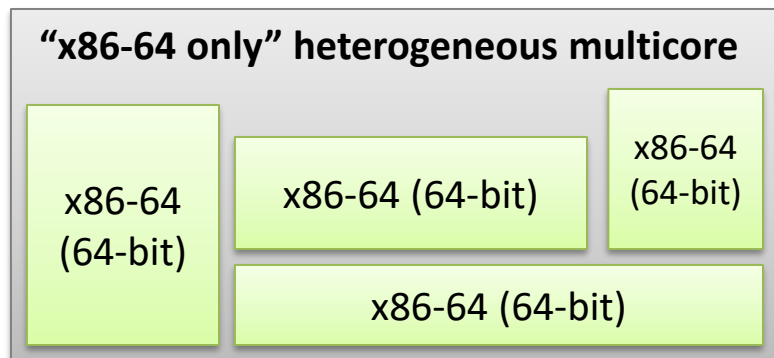 “x86-64 only” heterogeneous multicore
x86-64
(64-bit)
x86-64 (64-bit)
x86-64
(64-bit)
x86-64 (64-bit)